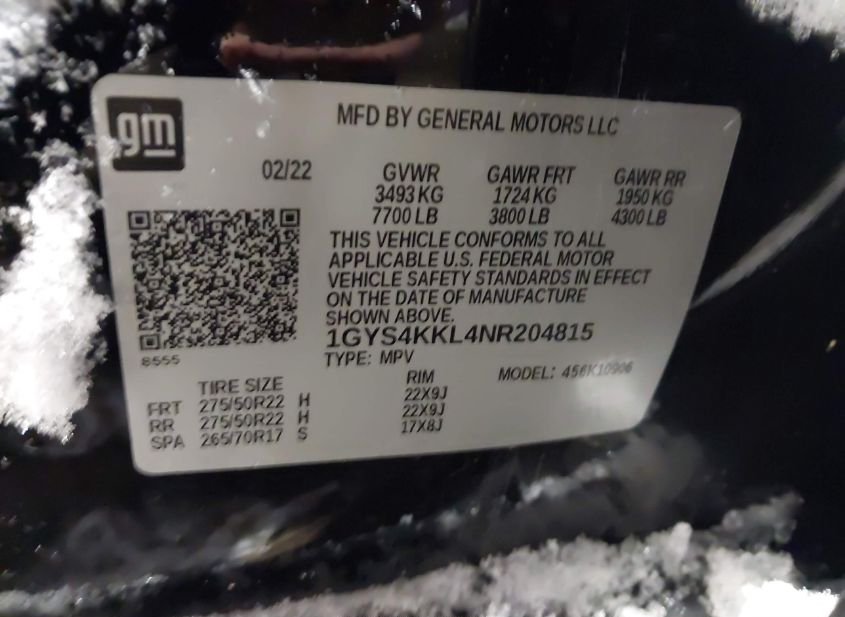 gm
MFD BY GENERAL MOTORS LLC
02/22 GVWR GAWR FRT GAWR RR
3493 KG 1724 KG 1950 KG
7700 LB 3800 LB 4300 LB
THIS VEHICLE CONFORMS TO ALL
APPLICABLE U.S. FEDERAL MOTOR
VEHICLE SAFETY STANDARDS IN EFFECT
ON THE DATE OF MANUFACTURE
SHOWN ABOVE.
1GYS4KKL4NR204815
8555
TYPE: MPV MODEL: 456K10906
TIRE SIZE RIM
FRT 275/50R22 H 22X9J
RR 275/50R22 H 22X9J
SPA 265/70R17 S 17X8J